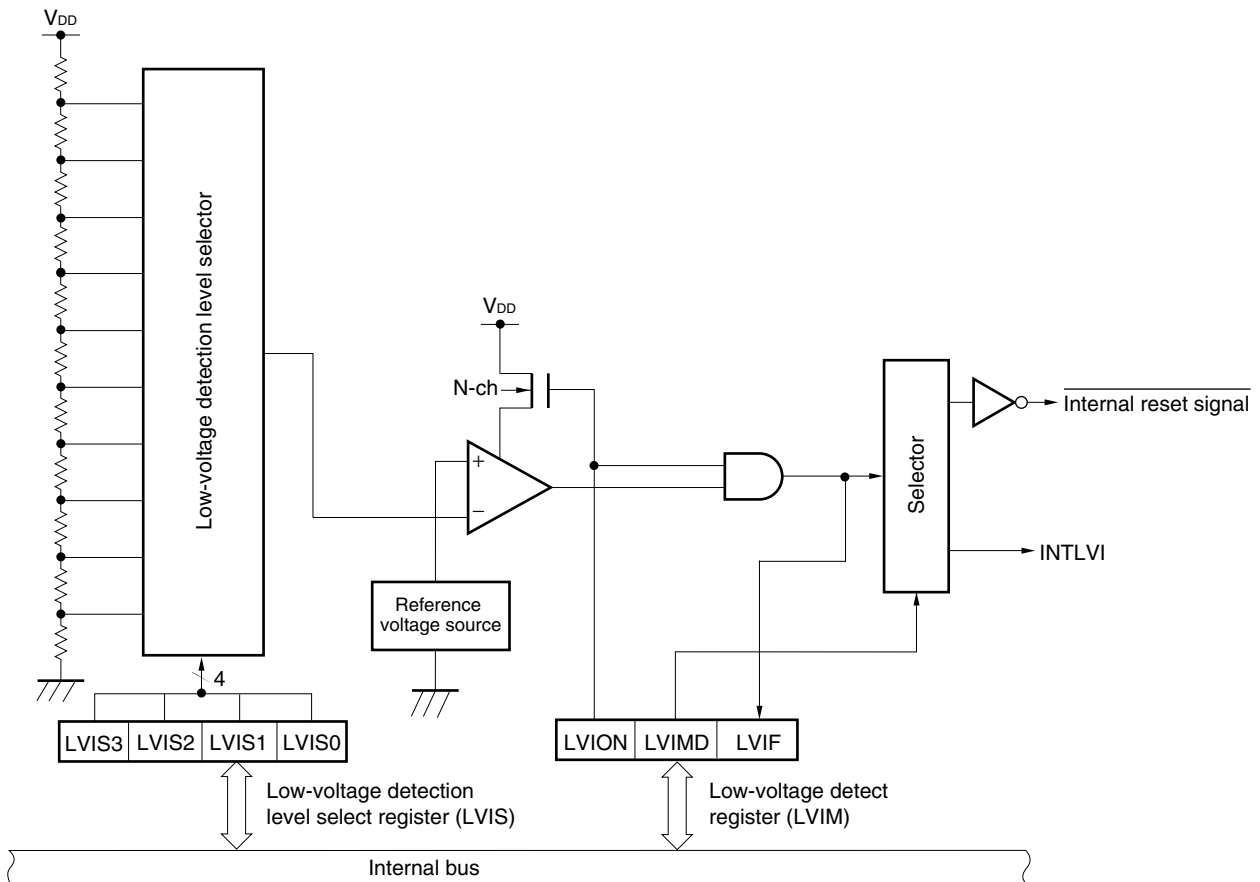 VDD
Low-voltage detection level selector
VDD
N-ch
+
−
Reference
voltage source
Selector
Internal reset signal
INTLVI
4
LVIS3 LVIS2 LVIS1 LVIS0
LVION LVIMD LVIF
Low-voltage detection
level select register (LVIS)
Low-voltage detect
register (LVIM)
Internal bus